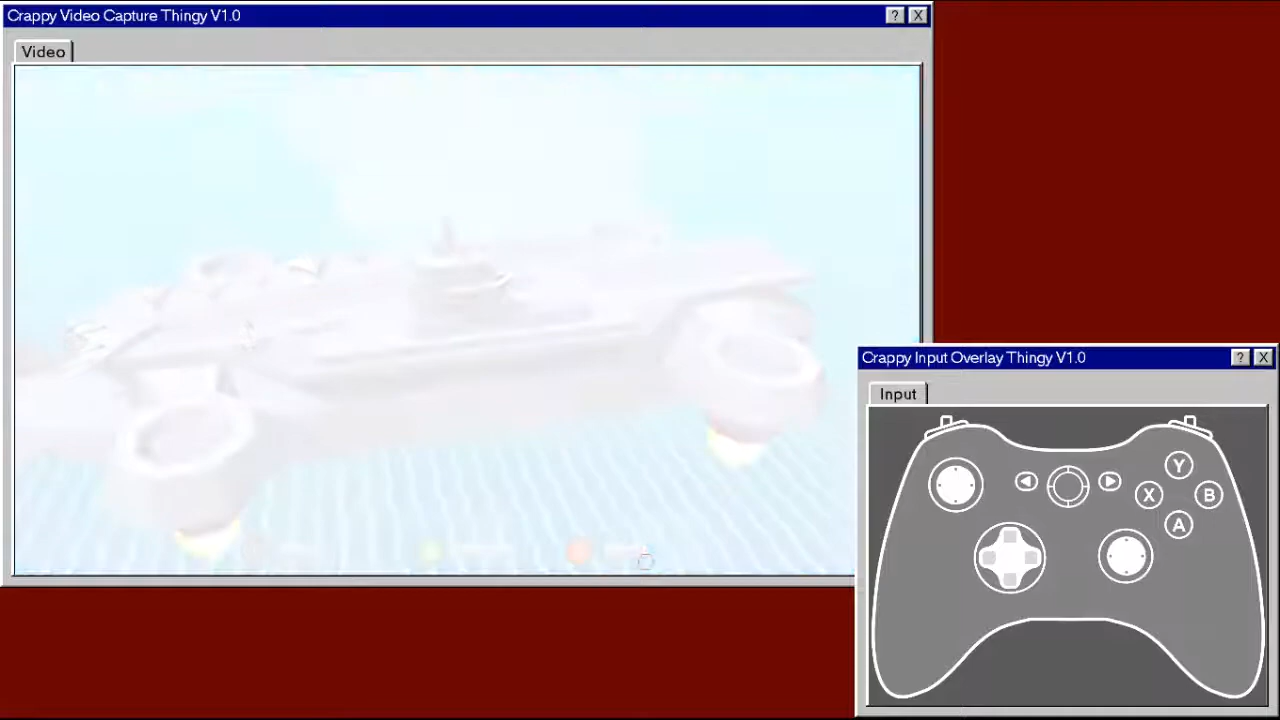 Crappy Video Capture Thingy V1.0
? X
Video
Crappy Input Overlay Thingy V1.0
? X
Input
Y
X B
A